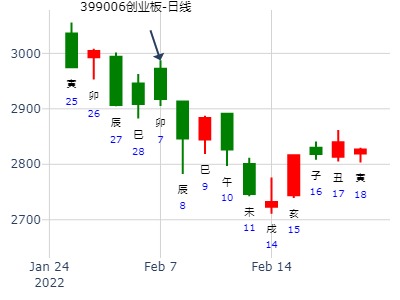 399006创业板-日线
3000
2900
2800
2700
寅
25
卯
26
辰
27
巳
28
卯
7
辰
8
巳
9
午
10
未
11
戌
14
亥
15
子
16
丑
17
寅
18
Jan 24
2022
Feb 7
Feb 14